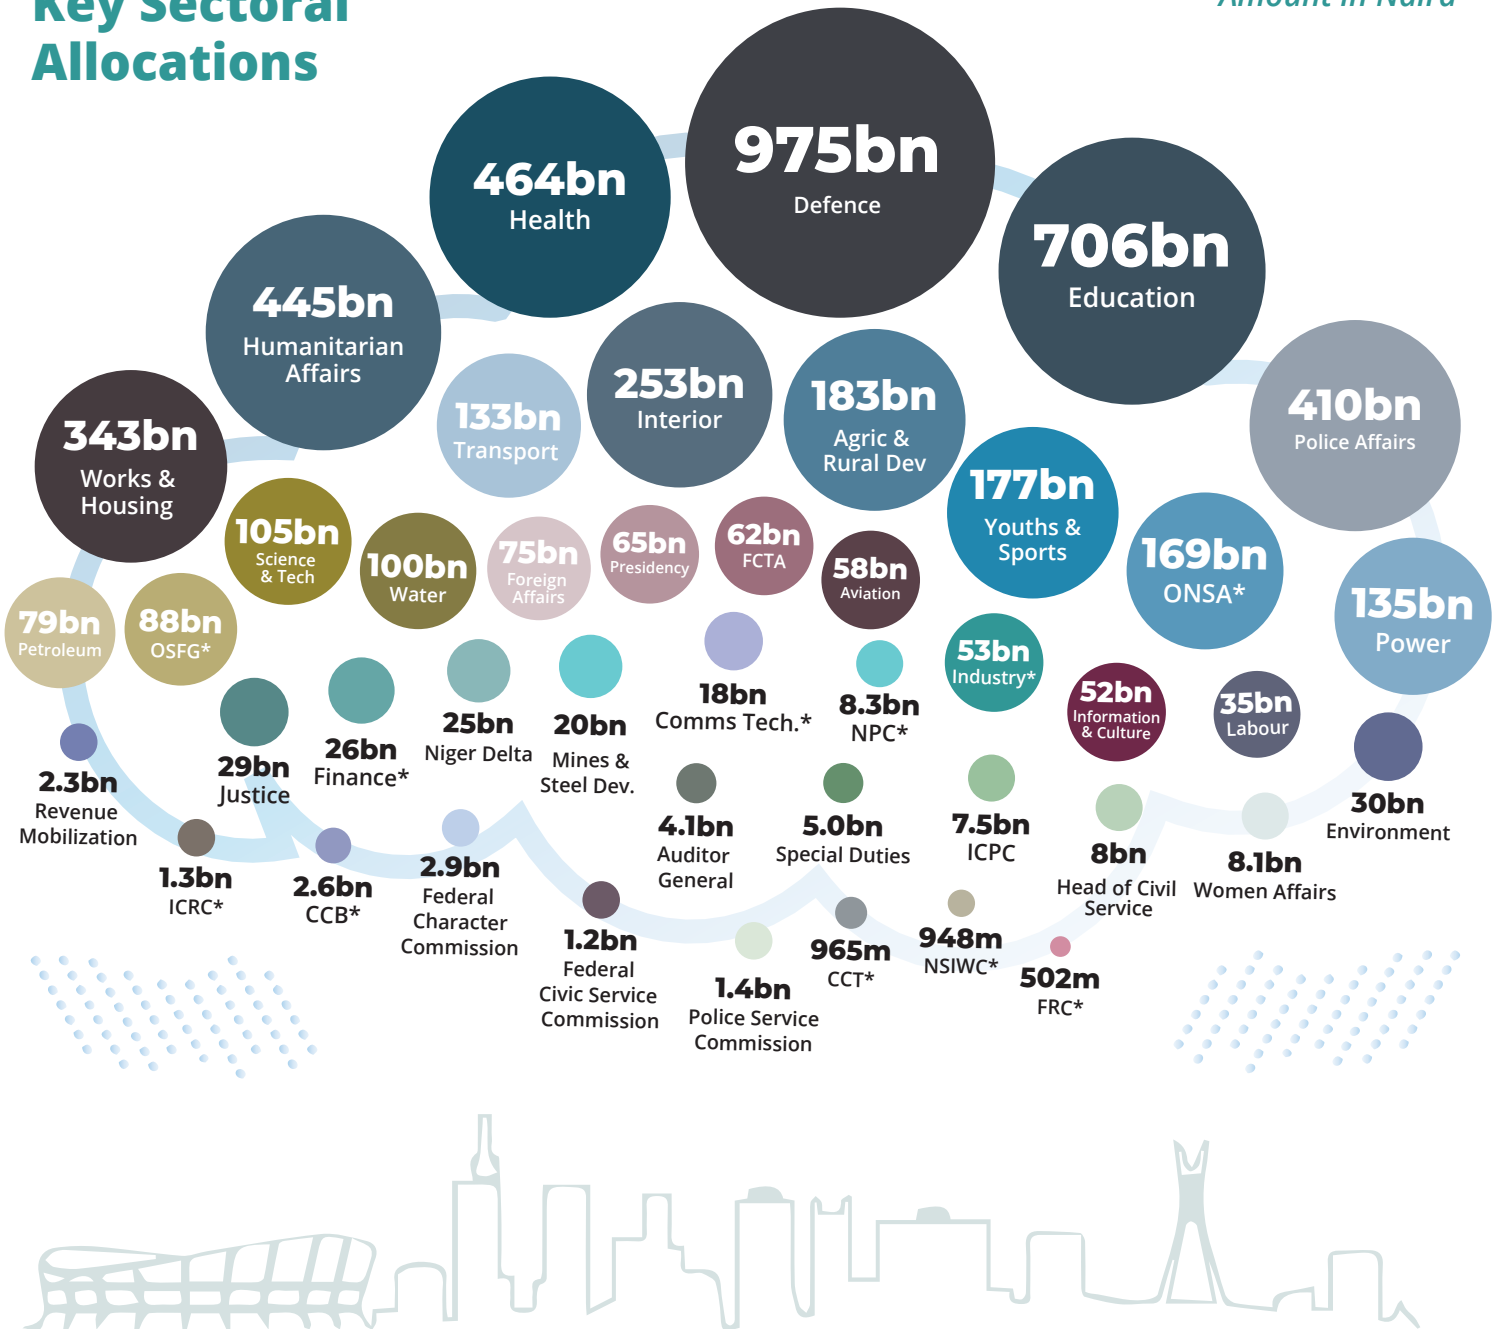 Key Sectoral
Allocations
Amount in Naira
975bn
Defence
464bn
Health
706bn
Education
445bn
Humanitarian
Affairs
410bn
Police Affairs
343bn
Works &
Housing
133bn
Transport
253bn
Interior
183bn
Agric &
Rural Dev
177bn
Youths &
Sports
169bn
ONSA*
135bn
Power
105bn
Science
& Tech
100bn
Water
75bn
Foreign
Affairs
65bn
Presidency
62bn
FCTA
58bn
Aviation
79bn
Petroleum
88bn
OSFG*
53bn
Industry*
52bn
Information
& Culture
35bn
Labour
30bn
Environment
29bn
Justice
26bn
Finance*
25bn
Niger Delta
20bn
Mines &
Steel Dev.
18bn
Comms Tech.*
8.3bn
NPC*
2.3bn
Revenue
Mobilization
1.3bn
ICRC*
2.6bn
CCB*
2.9bn
Federal
Character
Commission
4.1bn
Auditor
General
5.0bn
Special Duties
7.5bn
ICPC
8bn
Head of Civil
Service
8.1bn
Women Affairs
1.2bn
Federal
Civic Service
Commission
1.4bn
Police Service
Commission
965m
CCT*
948m
NSIWC*
502m
FRC*